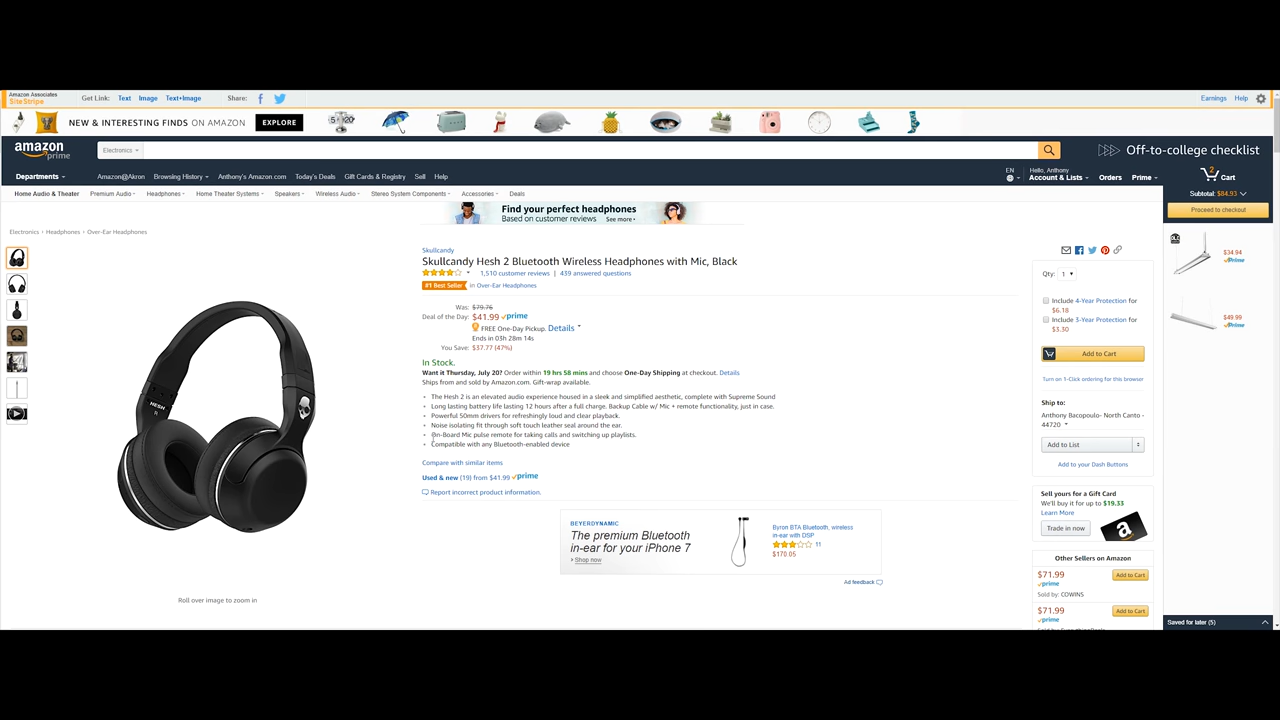 Amazon Associates
SiteStripe
Get Link: Text Image Text+Image Share:
Earnings Help
NEW & INTERESTING FINDS ON AMAZON EXPLORE
amazon prime
Electronics
Off-to-college checklist
Departments
Amazon@Akron Browsing History Anthony's Amazon.com Today's Deals Gift Cards & Registry Sell Help
EN
Hello, Anthony
Account & Lists Orders Prime
2 Cart
Home Audio & Theater Premium Audio Headphones Home Theater Systems Speakers Wireless Audio Stereo System Components Accessories Deals
Subtotal: $84.93
Proceed to checkout
Find your perfect headphones
Based on customer reviews See more
Electronics › Headphones › Over-Ear Headphones
Skullcandy
Skullcandy Hesh 2 Bluetooth Wireless Headphones with Mic, Black
1,510 customer reviews | 439 answered questions
#1 Best Seller in Over-Ear Headphones
Was: $79.76
Deal of the Day: $41.99 prime
FREE One-Day Pickup. Details
Ends in 03h 28m 14s
You Save: $37.77 (47%)
In Stock.
Want it Thursday, July 20? Order within 19 hrs 58 mins and choose One-Day Shipping at checkout. Details
Ships from and sold by Amazon.com. Gift-wrap available.
The Hesh 2 is an elevated audio experience housed in a sleek and simplified aesthetic, complete with Supreme Sound
Long lasting battery life lasting 12 hours after a full charge. Backup Cable w/ Mic + remote functionality, just in case.
Powerful 50mm drivers for refreshingly loud and clear playback.
Noise isolating fit through soft touch leather seal around the ear.
On-Board Mic pulse remote for taking calls and switching up playlists.
Compatible with any Bluetooth-enabled device
Compare with similar items
Used & new (19) from $41.99 prime
Report incorrect product information.
BEYERDYNAMIC
The premium Bluetooth
in-ear for your iPhone 7
› Shop now
Byron BTA Bluetooth, wireless
in-ear with DSP
11
$170.05
Ad feedback
HESH
Roll over image to zoom in
Qty: 1
Include 4-Year Protection for
$6.18
Include 3-Year Protection for
$3.30
Add to Cart
Turn on 1-Click ordering for this browser
Ship to:
Anthony Bacopoulo- North Canton -
44720
Add to List
Add to your Dash Buttons
Sell yours for a Gift Card
We'll buy it for up to $19.33
Learn More
Trade in now
Other Sellers on Amazon
$71.99 Add to Cart
prime
Sold by: COWINS
$71.99 Add to Cart
prime
$34.94
Prime
$49.99
Prime
Saved for later (5)